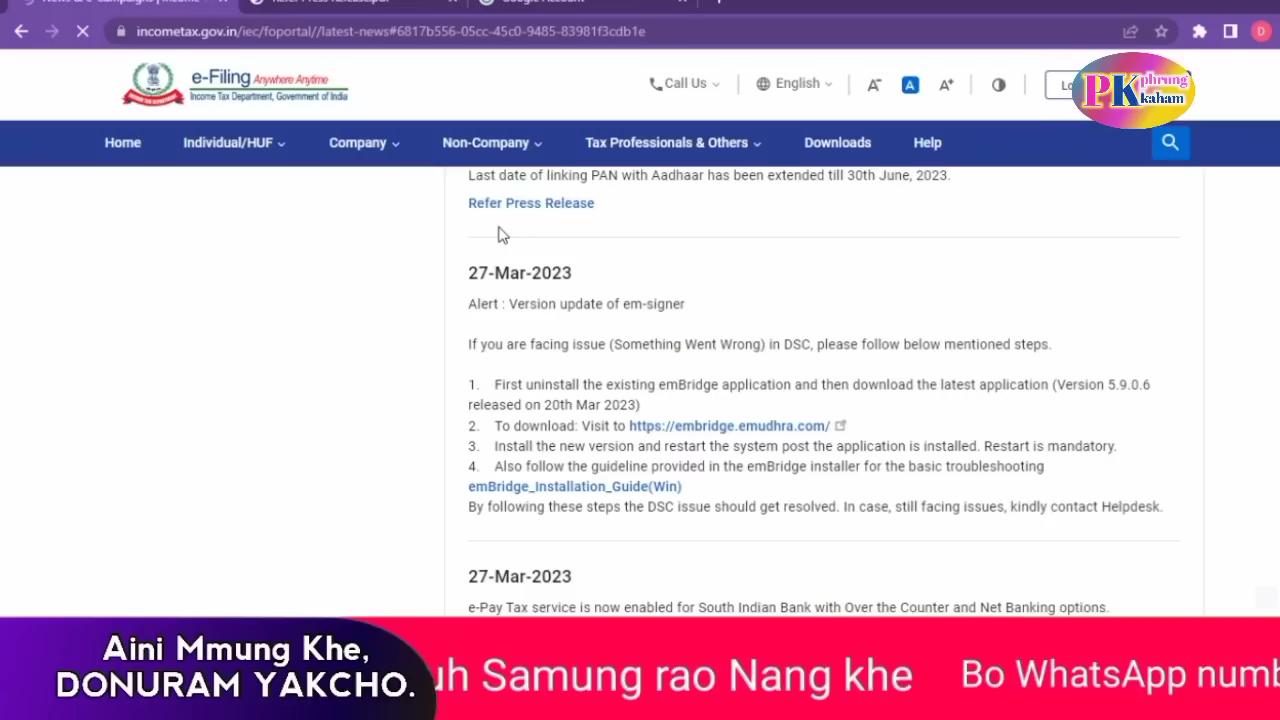 incometax.gov.in/iec/foportal//latest-news#6817b556-05cc-45c0-9485-83981f3cdb1e
D
e-Filing Anywhere Anytime
Income Tax Department, Government of India
Call Us
English
A- A A+
PK phrung kaham
Home Individual/HUF Company Non-Company Tax Professionals & Others Downloads Help
Last date of linking PAN with Aadhaar has been extended till 30th June, 2023.
Refer Press Release
27-Mar-2023
Alert : Version update of em-signer
If you are facing issue (Something Went Wrong) in DSC, please follow below mentioned steps.
1. First uninstall the existing emBridge application and then download the latest application (Version 5.9.0.6
released on 20th Mar 2023)
2. To download: Visit to https://embridge.emudhra.com/
3. Install the new version and restart the system post the application is installed. Restart is mandatory.
4. Also follow the guideline provided in the emBridge installer for the basic troubleshooting
emBridge_Installation_Guide(Win)
By following these steps the DSC issue should get resolved. In case, still facing issues, kindly contact Helpdesk.
27-Mar-2023
e-Pay Tax service is now enabled for South Indian Bank with Over the Counter and Net Banking options.
Aini Mmung Khe,
DONURAM YAKCHO.
uh Samung rao Nang khe Bo WhatsApp numb